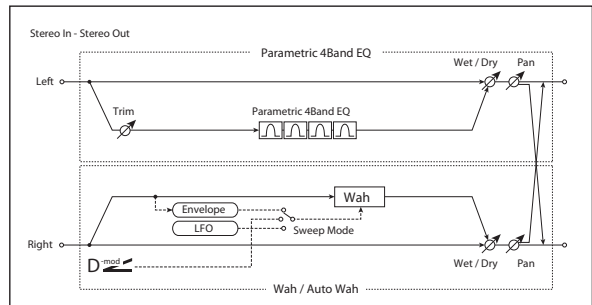 Stereo In - Stereo Out
Parametric 4Band EQ
Wet / Dry Pan
Left
Trim
Parametric 4Band EQ
Envelope
LFO
Wah
Sweep Mode
Right
D-mod
Wet / Dry Pan
Wah / Auto Wah